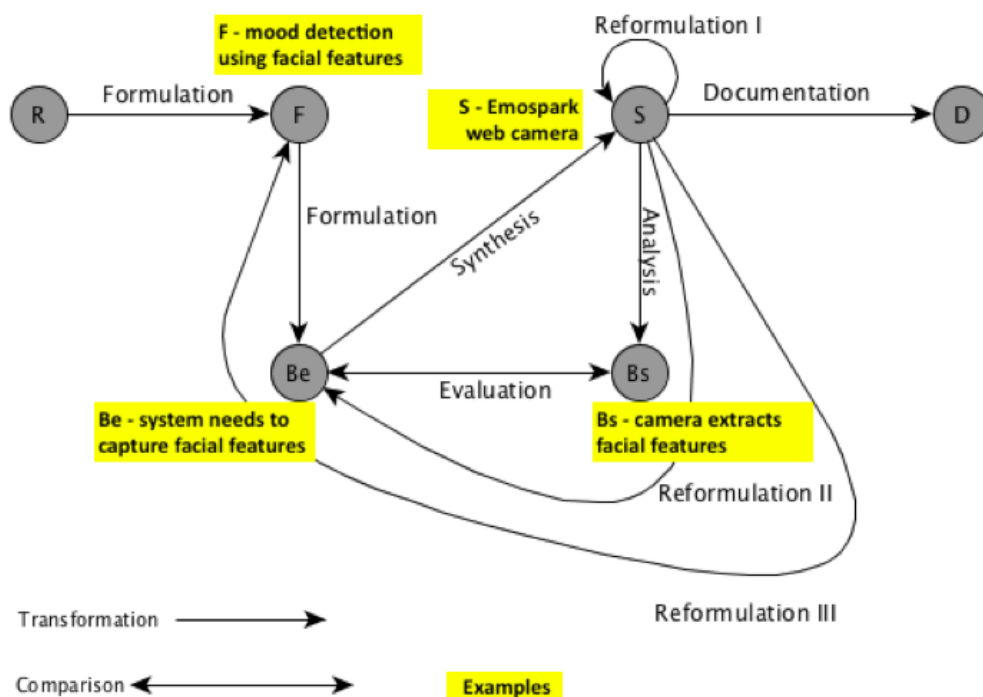 Reformulation I
F - mood detection
using facial features
Formulation
Documentation
R
F
S - Emospark
web camera
S
D
Formulation
Synthesis
Analysis
Be
Evaluation
Bs
Be - system needs to
capture facial features
Bs - camera extracts
facial features
Reformulation II
Reformulation III
Transformation
Comparison
Examples